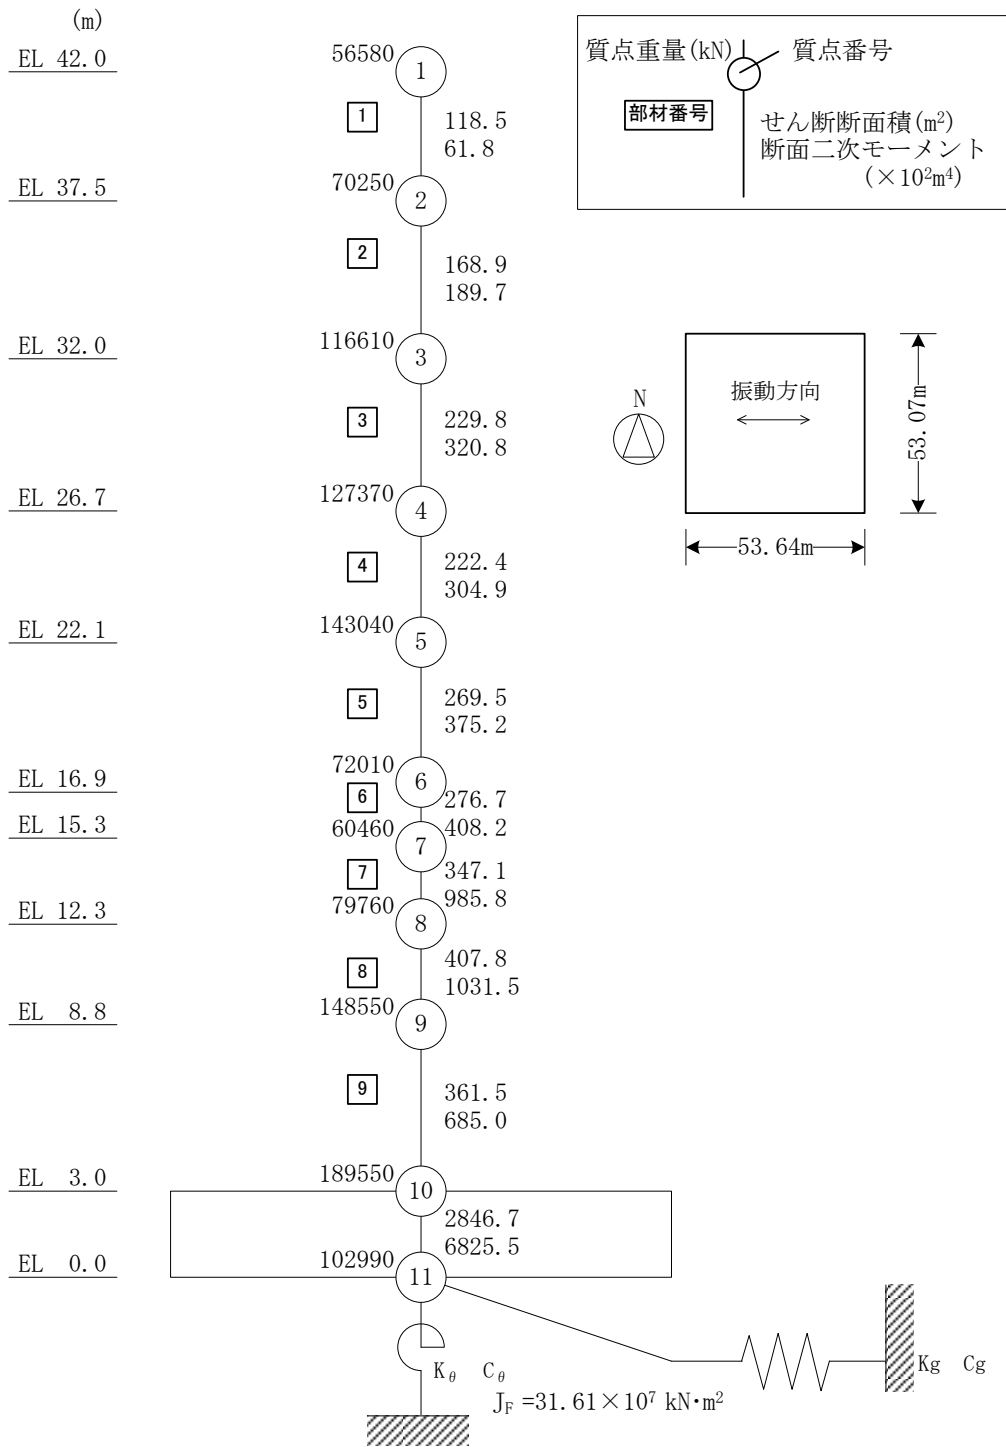 (m)
EL 42.0
56580
1
1
118.5
61.8
EL 37.5
70250
2
2
168.9
189.7
EL 32.0
116610
3
3
229.8
320.8
EL 26.7
127370
4
4
222.4
304.9
EL 22.1
143040
5
5
269.5
375.2
EL 16.9
72010
6
6
276.7
408.2
EL 15.3
60460
7
7
347.1
985.8
EL 12.3
79760
8
8
407.8
1031.5
EL 8.8
148550
9
9
361.5
685.0
EL 3.0
189550
10
2846.7
6825.5
EL 0.0
102990
11
Kθ Cθ
JF =31.61×10⁷ kN・m²
Kg Cg
質点重量(kN)
質点番号
部材番号
せん断断面積(m²)
断面二次モーメント
(×10²m⁴)
N
振動方向
53.07m
53.64m